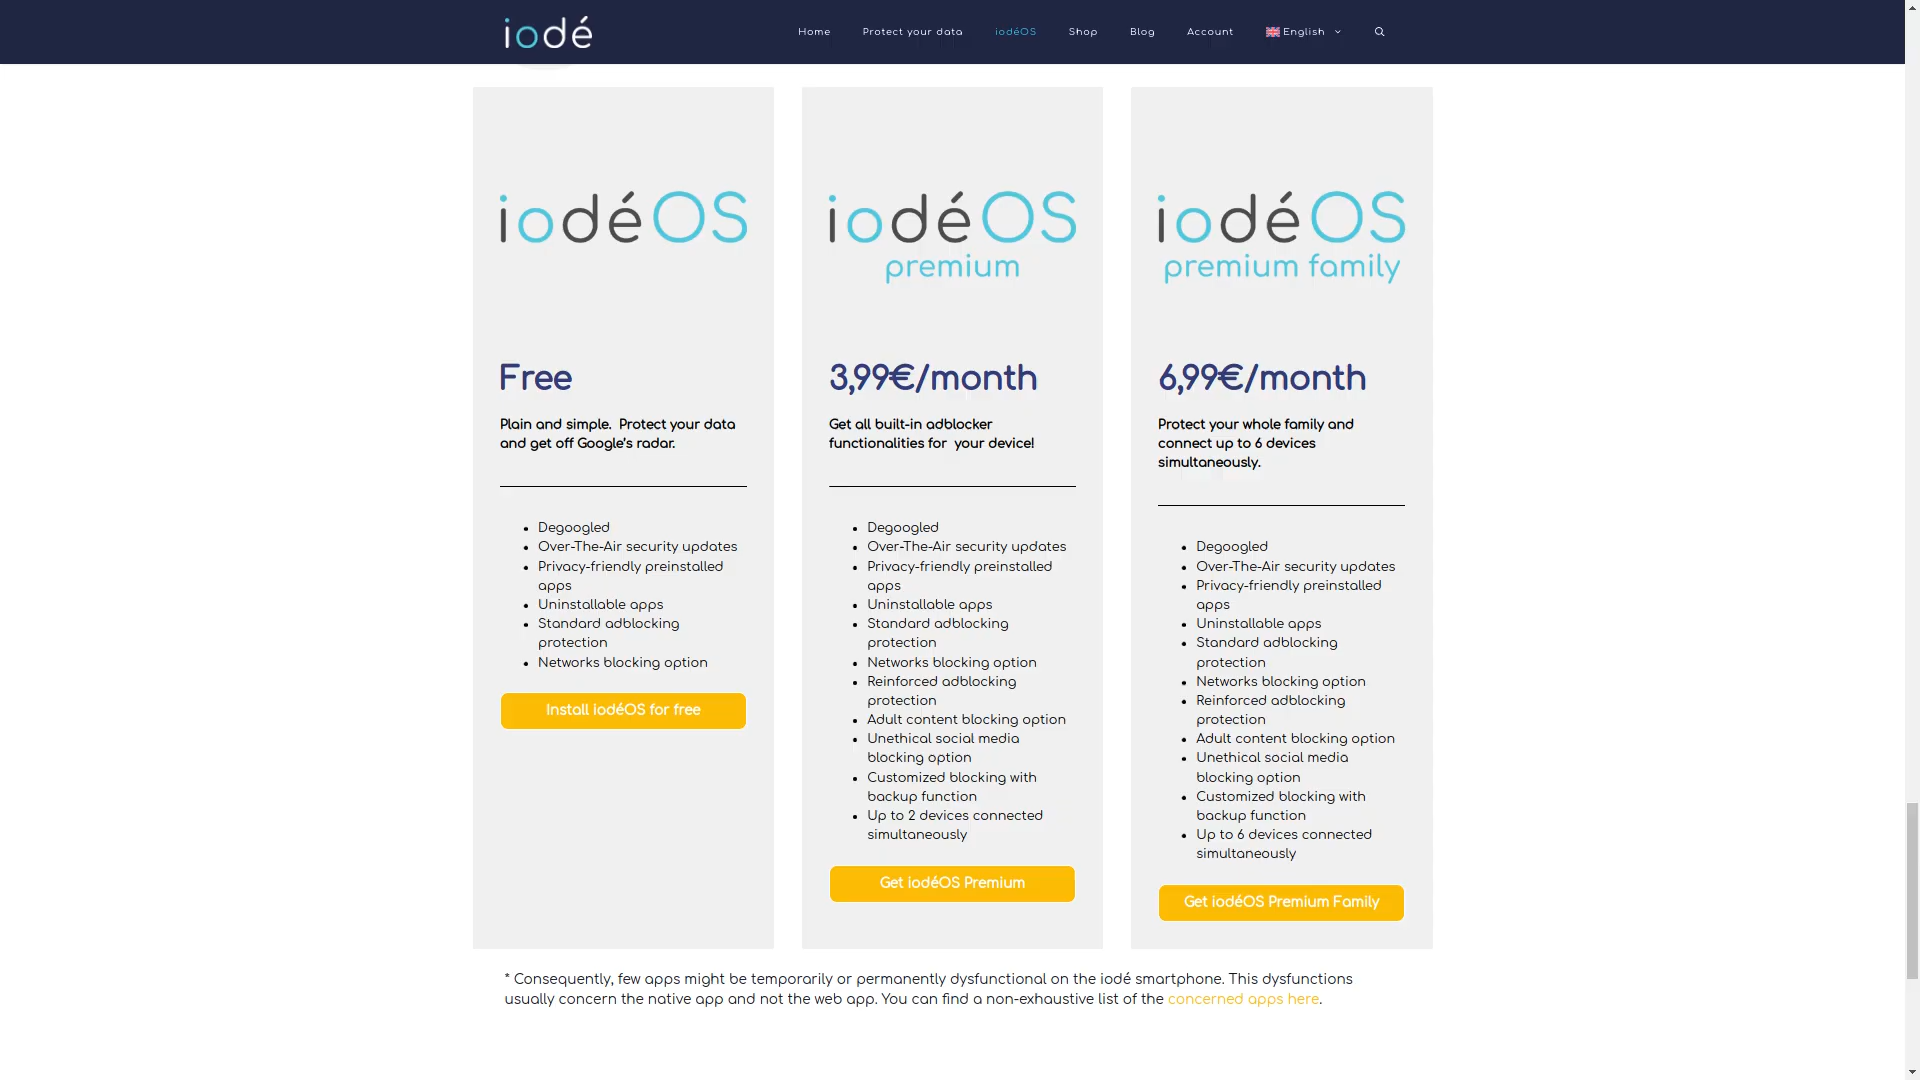 iodé
Home
Protect your data
iodéOS
Shop
Blog
Account
English
iodéOS
Free
Plain and simple. Protect your data
and get off Google's radar.
Degoogled
Over-The-Air security updates
Privacy-friendly preinstalled
apps
Uninstallable apps
Standard adblocking
protection
Networks blocking option
Install iodéOS for free
iodéOS
premium
3,99€/month
Get all built-in adblocker
functionalities for your device!
Degoogled
Over-The-Air security updates
Privacy-friendly preinstalled
apps
Uninstallable apps
Standard adblocking
protection
Networks blocking option
Reinforced adblocking
protection
Adult content blocking option
Unethical social media
blocking option
Customized blocking with
backup function
Up to 2 devices connected
simultaneously
Get iodéOS Premium
iodéOS
premium family
6,99€/month
Protect your whole family and
connect up to 6 devices
simultaneously.
Degoogled
Over-The-Air security updates
Privacy-friendly preinstalled
apps
Uninstallable apps
Standard adblocking
protection
Networks blocking option
Reinforced adblocking
protection
Adult content blocking option
Unethical social media
blocking option
Customized blocking with
backup function
Up to 6 devices connected
simultaneously
Get iodéOS Premium Family
* Consequently, few apps might be temporarily or permanently dysfunctional on the iodé smartphone. This dysfunctions
usually concern the native app and not the web app. You can find a non-exhaustive list of the concerned apps here.